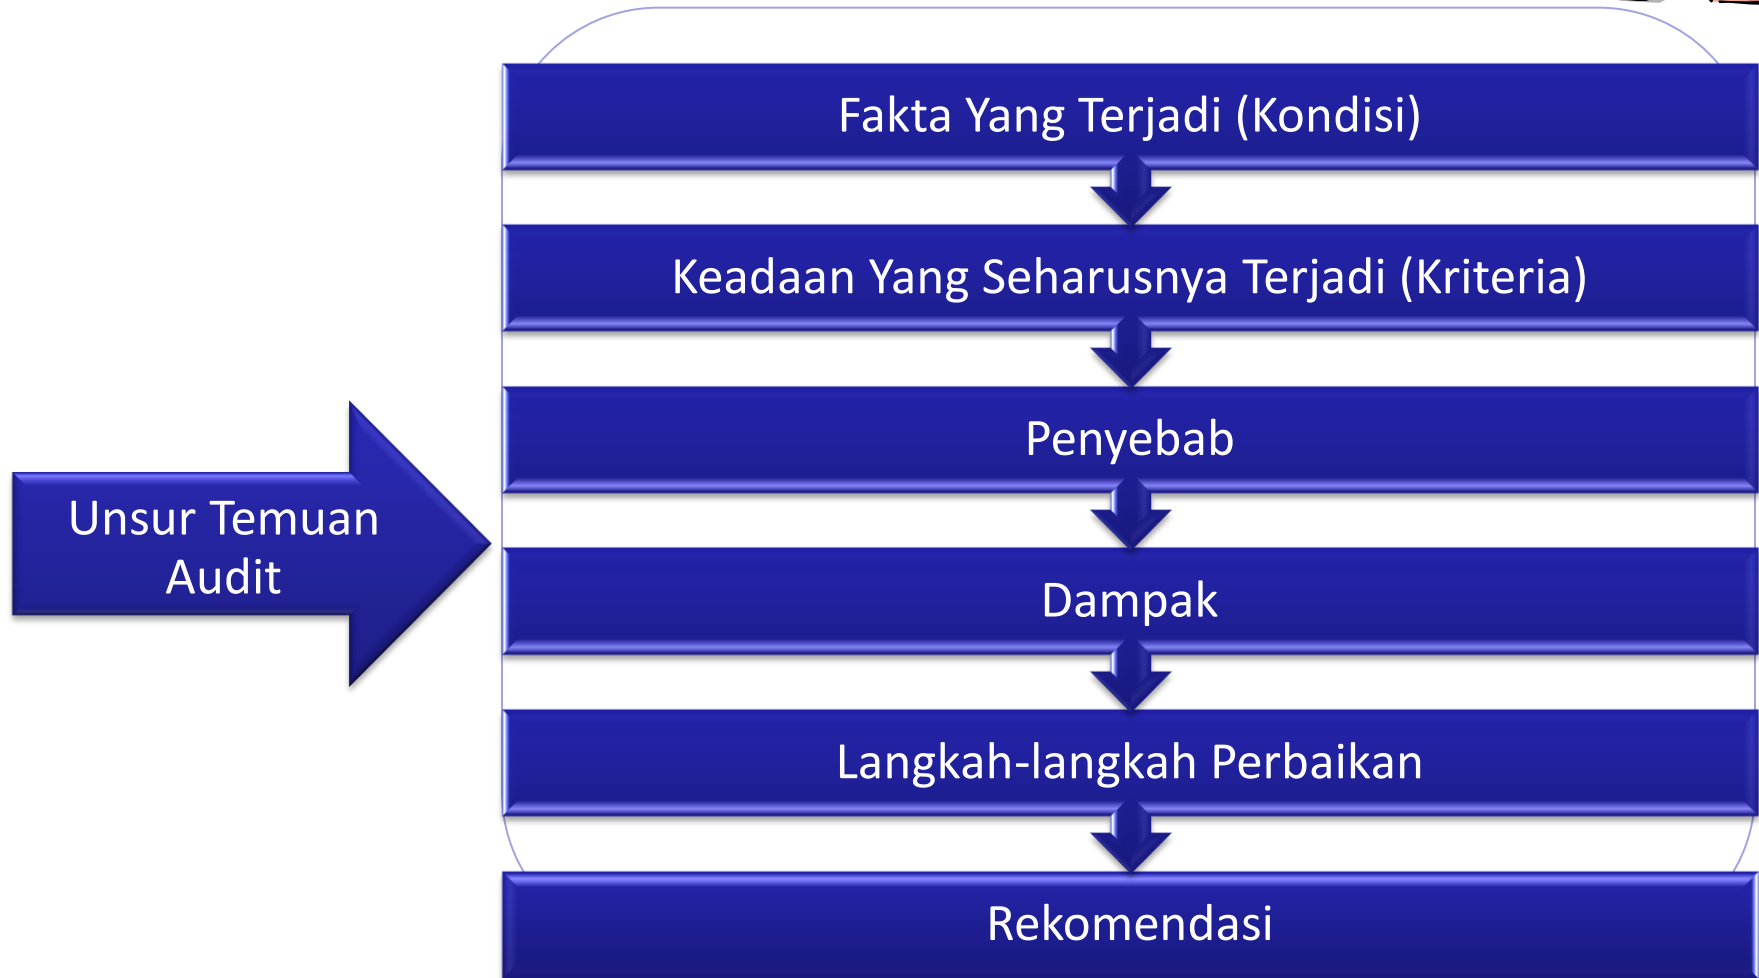 Fakta Yang Terjadi (Kondisi)
Keadaan Yang Seharusnya Terjadi (Kriteria)
Penyebab
Unsur Temuan
Audit
Dampak
Langkah-langkah Perbaikan
Rekomendasi